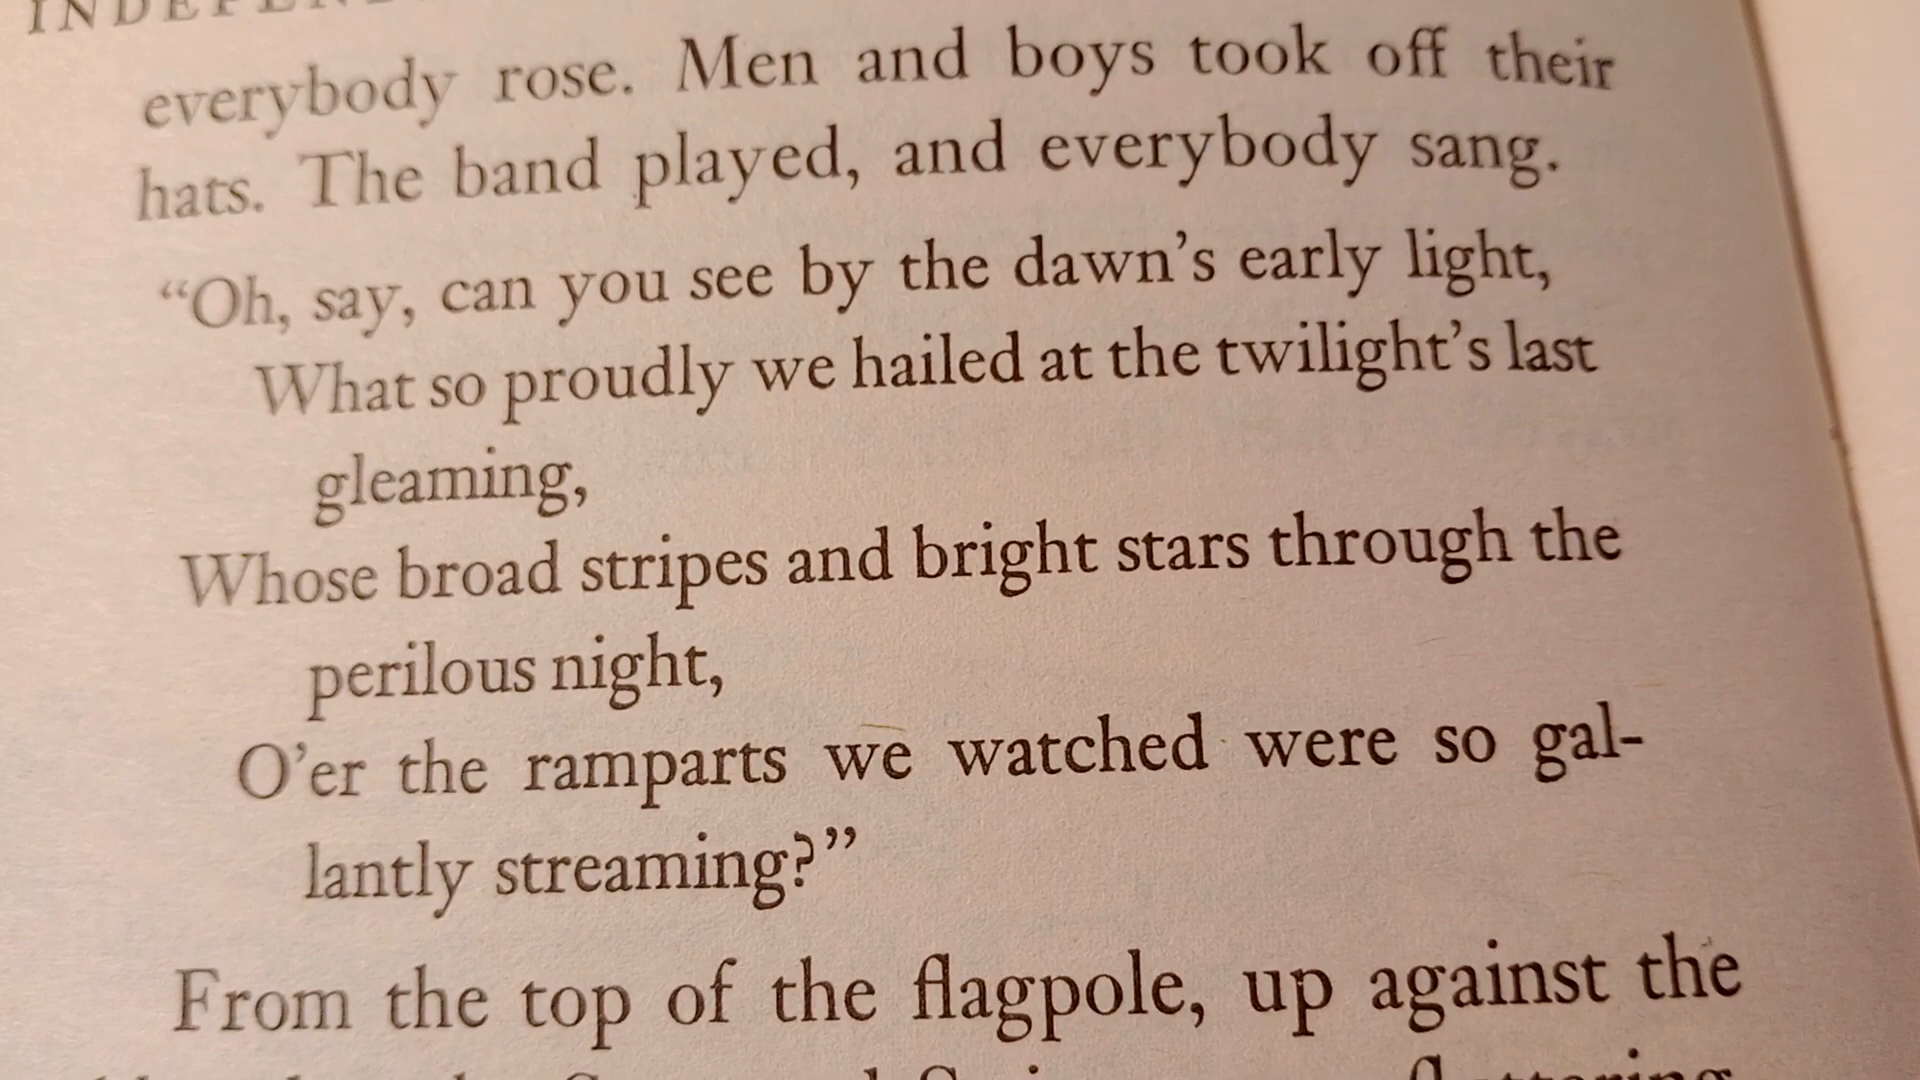 everybody rose. Men and boys took off their
hats. The band played, and everybody sang.
“Oh, say, can you see by the dawn’s early light,
What so proudly we hailed at the twilight’s last
gleaming,
Whose broad stripes and bright stars through the
perilous night,
O’er the ramparts we watched were so gal-
lantly streaming?”
From the top of the flagpole, up against the